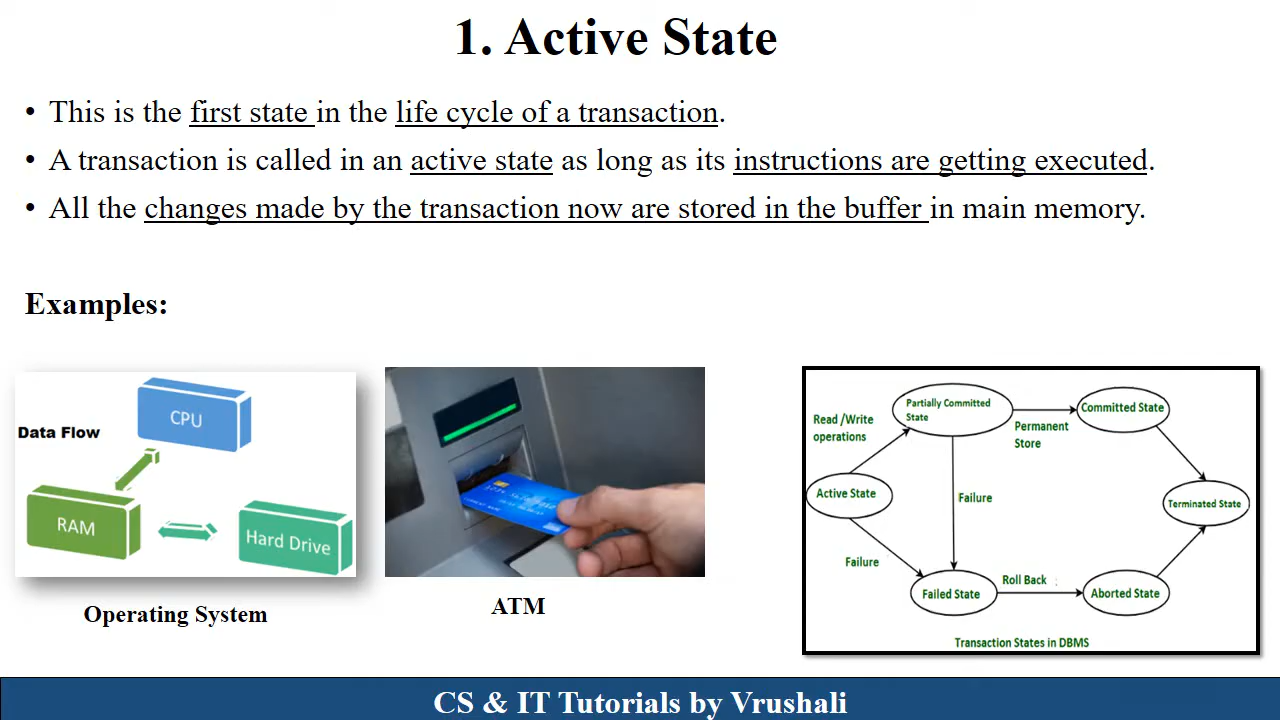 1. Active State
• This is the first state in the life cycle of a transaction.
• A transaction is called in an active state as long as its instructions are getting executed.
• All the changes made by the transaction now are stored in the buffer in main memory.
Examples:
CPU
Data Flow
RAM
Hard Drive
Operating System
ATM
Partially Committed
State
Committed State
Read /Write
operations
Permanent
Store
Active State
Failure
Terminated State
Failure
Roll Back
Failed State
Aborted State
Transaction States in DBMS
CS & IT Tutorials by Vrushali